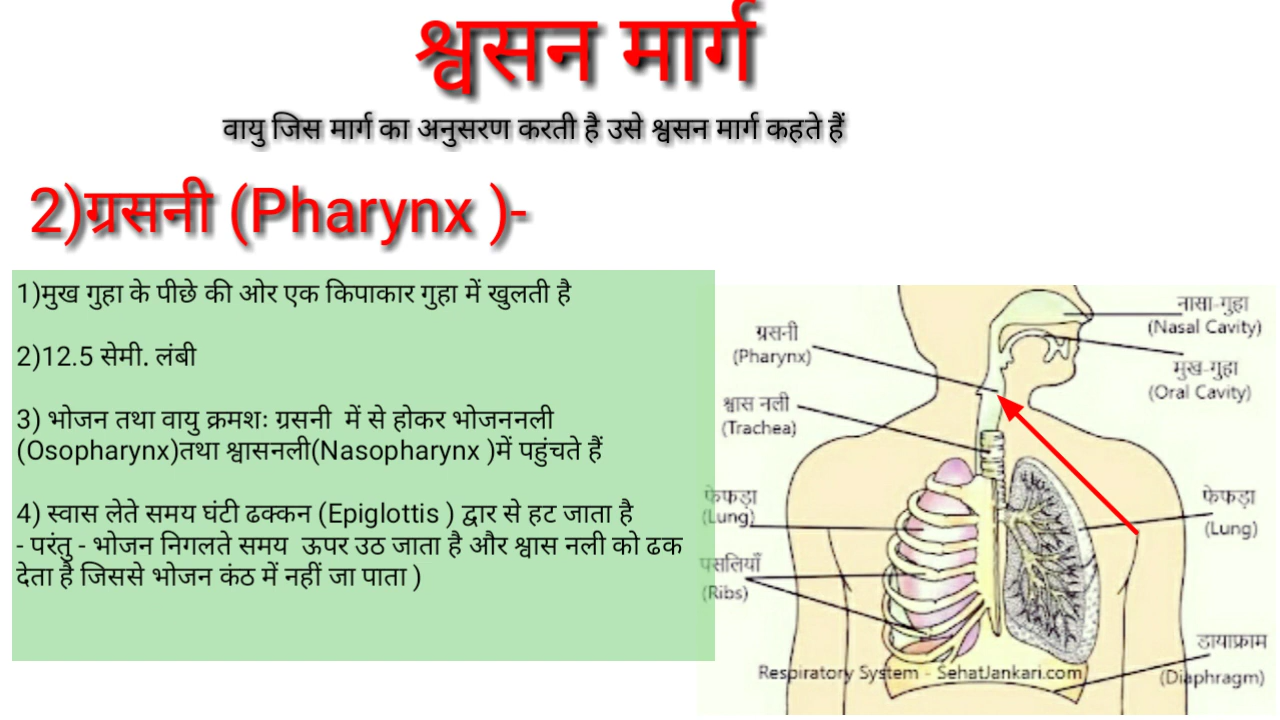 श्वसन मार्ग
वायु जिस मार्ग का अनुसरण करती है उसे श्वसन मार्ग कहते हैं
2)ग्रसनी (Pharynx )-
1)मुख गुहा के पीछे की ओर एक किपाकार गुहा में खुलती है
2)12.5 सेमी. लंबी
3) भोजन तथा वायु क्रमशः ग्रसनी में से होकर भोजननली
(Osopharynx)तथा श्वासनली(Nasopharynx )में पहुंचते हैं
4) स्वास लेते समय घंटी ढक्कन (Epiglottis ) द्वार से हट जाता है
- परंतु - भोजन निगलते समय ऊपर उठ जाता है और श्वास नली को ढक
देता है जिससे भोजन कंठ में नहीं जा पाता )
ग्रसनी
(Pharynx)
श्वास नली
(Trachea)
फेफड़ा
(Lung)
पसलियाँ
(Ribs)
नासा-गुहा
(Nasal Cavity)
मुख-गुहा
(Oral Cavity)
फेफड़ा
(Lung)
डायाफ्राम
(Diaphragm)
Respiratory System - SehatJankari.com